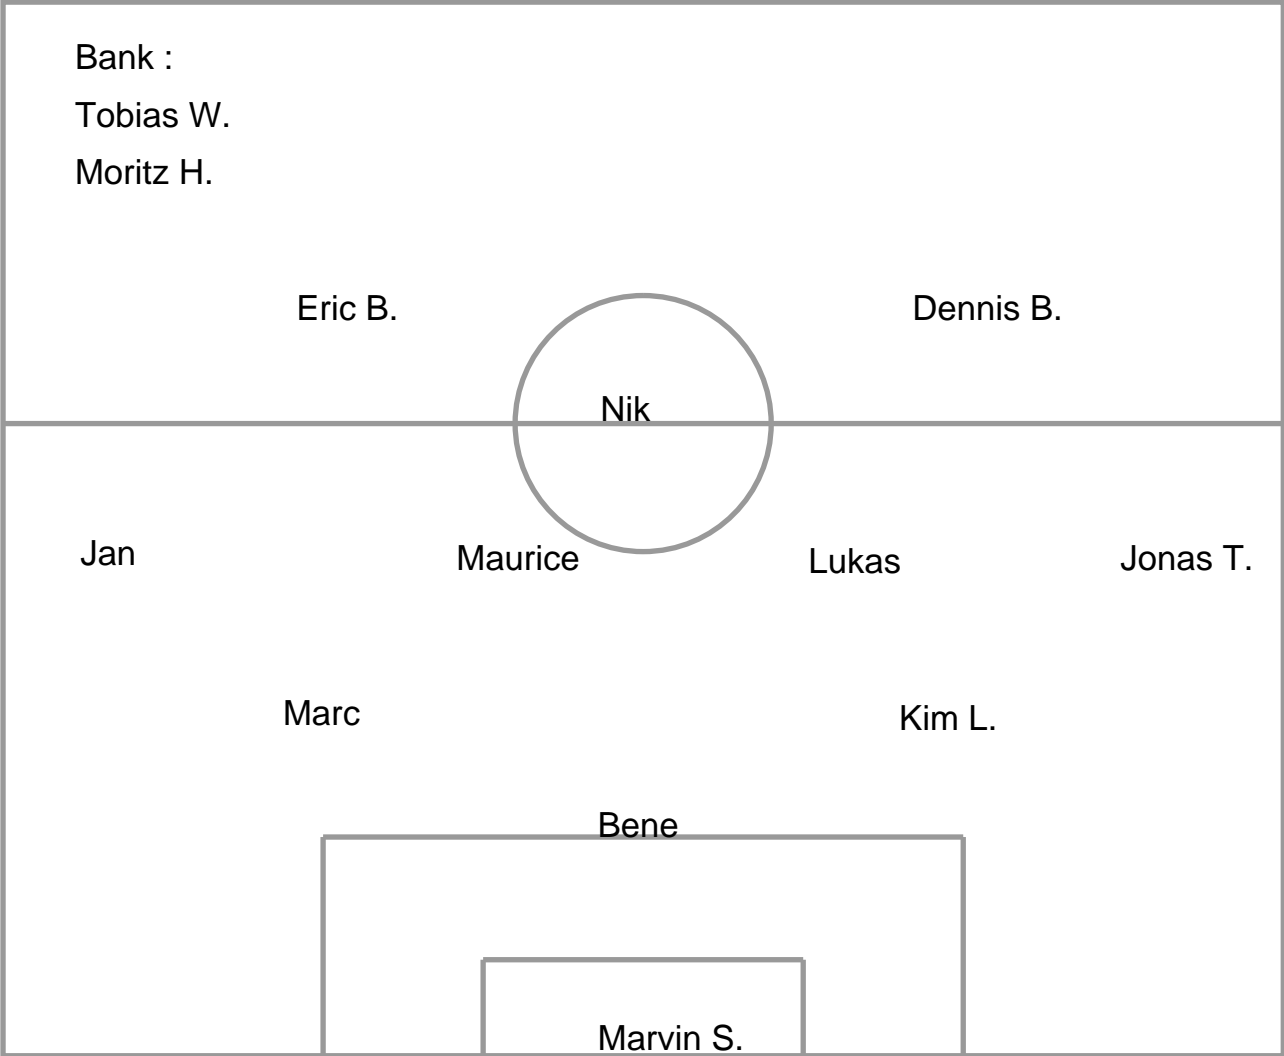 Bank :
Tobias W.
Moritz H.
Eric B.
Dennis B.
Nik
Jan
Maurice
Lukas
Jonas T.
Marc
Kim L.
Bene
Marvin S.